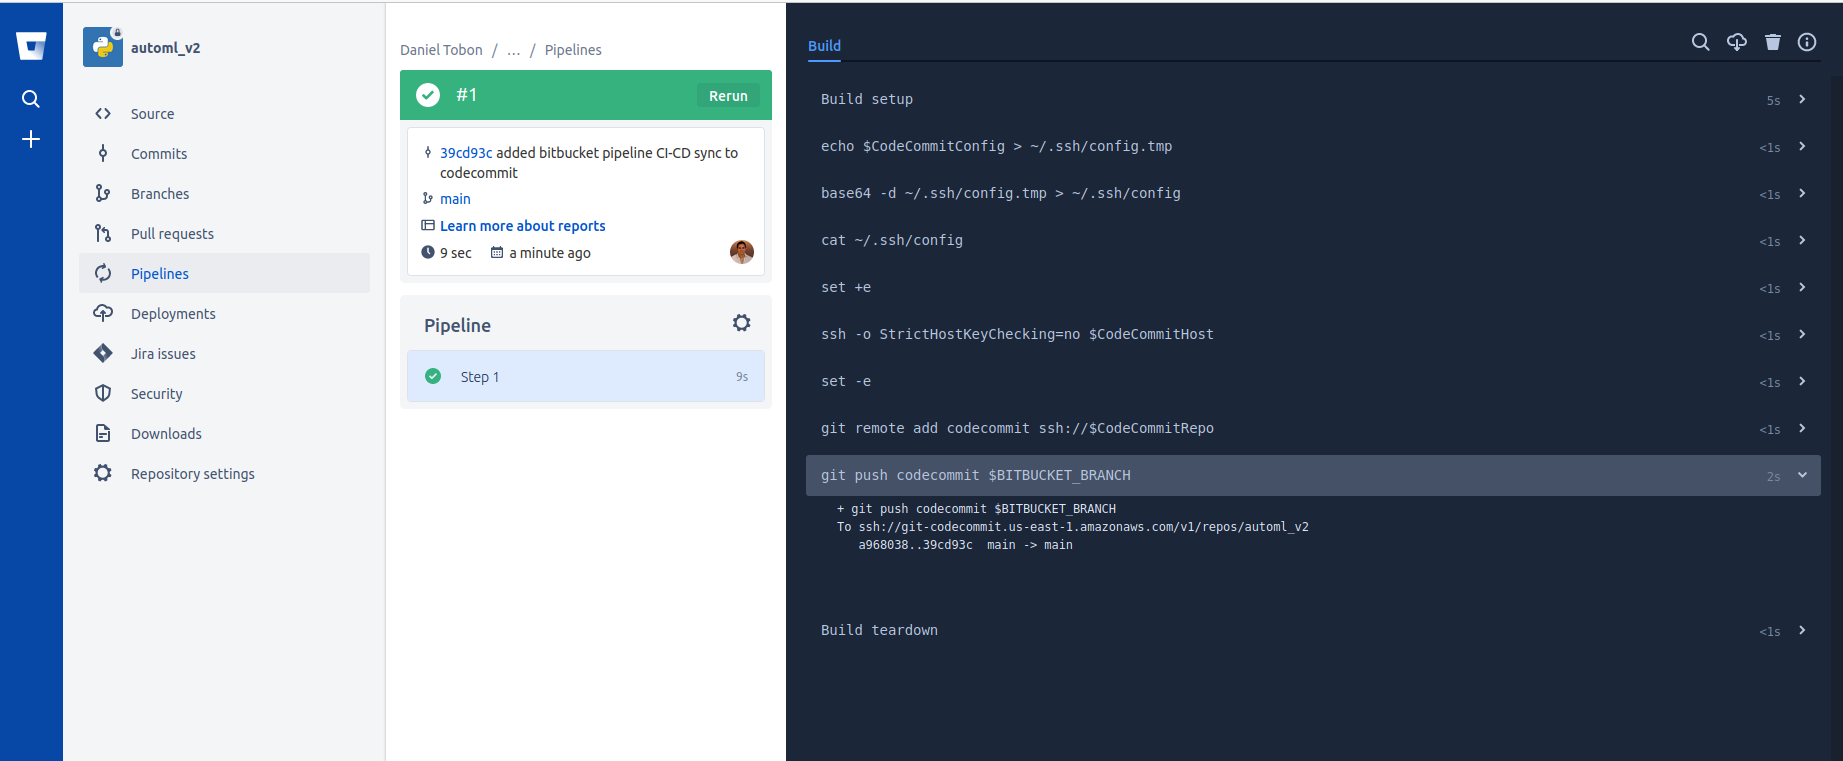 automl_v2
Source
Commits
Branches
Pull requests
Pipelines
Deployments
Jira issues
Security
Downloads
Repository settings
Daniel Tobon / ... / Pipelines
#1
Rerun
39cd93c added bitbucket pipeline CI-CD sync to
codecommit
main
Learn more about reports
9 sec a minute ago
Pipeline
Step 1 9s
Build
Build setup 5s
echo $CodeCommitConfig > ~/.ssh/config.tmp <1s
base64 -d ~/.ssh/config.tmp > ~/.ssh/config <1s
cat ~/.ssh/config <1s
set +e <1s
ssh -o StrictHostKeyChecking=no $CodeCommitHost <1s
set -e <1s
git remote add codecommit ssh://$CodeCommitRepo <1s
git push codecommit $BITBUCKET_BRANCH 2s
+ git push codecommit $BITBUCKET_BRANCH
To ssh://git-codecommit.us-east-1.amazonaws.com/v1/repos/automl_v2
a968038..39cd93c main -> main
Build teardown <1s